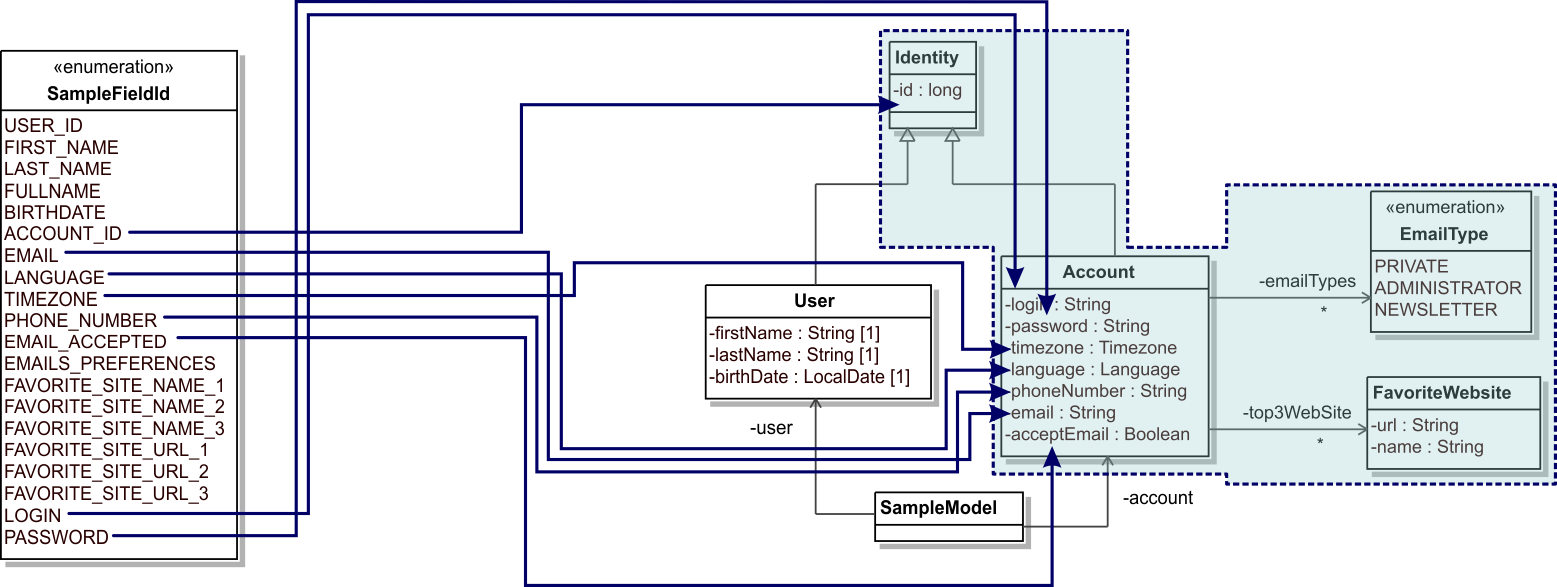 «enumeration»
SampleFieldId
USER_ID
FIRST_NAME
LAST_NAME
FULLNAME
BIRTHDATE
ACCOUNT_ID
EMAIL
LANGUAGE
TIMEZONE
PHONE_NUMBER
EMAIL_ACCEPTED
EMAILS_PREFERENCES
FAVORITE_SITE_NAME_1
FAVORITE_SITE_NAME_2
FAVORITE_SITE_NAME_3
FAVORITE_SITE_URL_1
FAVORITE_SITE_URL_2
FAVORITE_SITE_URL_3
LOGIN
PASSWORD
Identity
-id : long
User
-firstName : String [1]
-lastName : String [1]
-birthDate : LocalDate [1]
-user
SampleModel
-account
Account
-login : String
-password : String
-timezone : Timezone
-language : Language
-phoneNumber : String
-email : String
-acceptEmail : Boolean
-emailTypes
*
-top3WebSite
*
«enumeration»
EmailType
PRIVATE
ADMINISTRATOR
NEWSLETTER
FavoriteWebsite
-url : String
-name : String